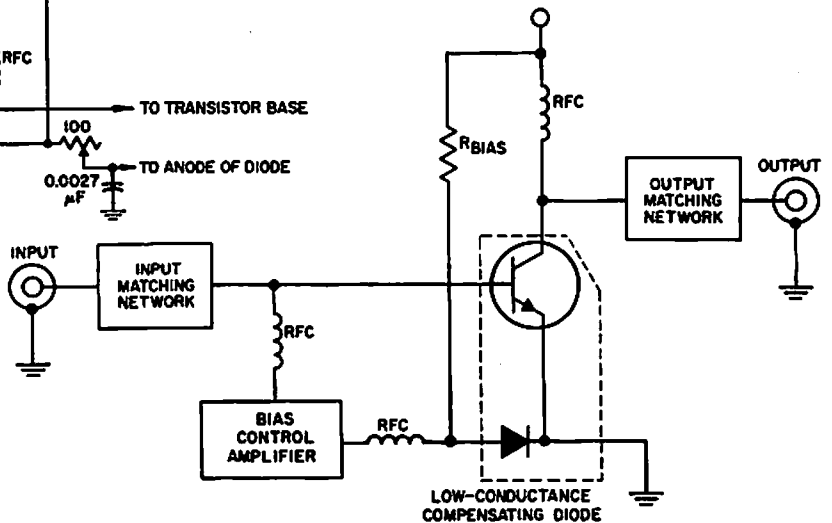 RFC
TO TRANSISTOR BASE
100
TO ANODE OF DIODE
0.0027
µF
RFC
RBIAS
OUTPUT
MATCHING
NETWORK
OUTPUT
INPUT
INPUT
MATCHING
NETWORK
RFC
BIAS
CONTROL
AMPLIFIER
RFC
LOW-CONDUCTANCE
COMPENSATING DIODE